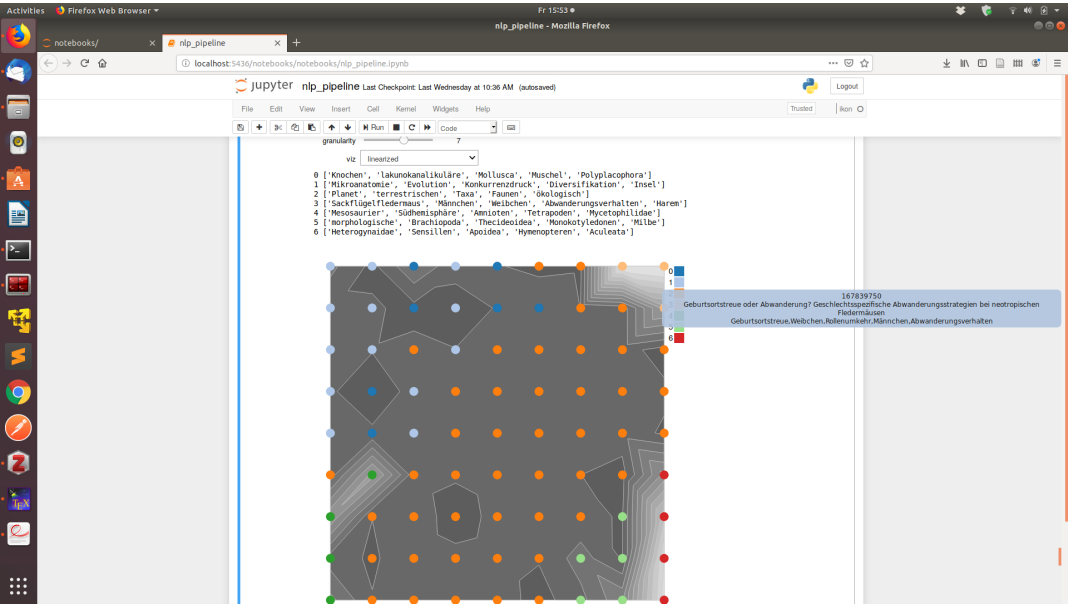 Activities Firefox Web Browser ▾
Fr 15:53 ●
nlp_pipeline - Mozilla Firefox
notebooks/ × nlp_pipeline × +
localhost:5436/notebooks/notebooks/nlp_pipeline.ipynb
jupyter nlp_pipeline Last Checkpoint: Last Wednesday at 10:36 AM (autosaved)
Logout
File Edit View Insert Cell Kernel Widgets Help
Trusted
Run Code
granularity 7
viz linearized
0 ['Knochen', 'lakunokanalikuläre', 'Mollusca', 'Muschel', 'Polyplacophora']
1 ['Mikroanatomie', 'Evolution', 'Konkurrenzdruck', 'Diversifikation', 'Insel']
2 ['Planet', 'terrestrischen', 'Taxa', 'Faunen', 'ökologisch']
3 ['Sackflügelfledermaus', 'Männchen', 'Weibchen', 'Abwanderungsverhalten', 'Harem']
4 ['Mesosaurier', 'Südhemisphäre', 'Amnioten', 'Tetrapoden', 'Mycetophilidae']
5 ['morphologische', 'Brachiopoda', 'Thecideoidea', 'Monokotyledonen', 'Milbe']
6 ['Heterogynaidae', 'Sensillen', 'Apoidea', 'Hymenopteren', 'Aculeata']
0
1
167839750
Geburtsortstreue oder Abwanderung? Geschlechtsspezifische Abwanderungsstrategien bei neotropischen
Fledermäusen
Geburtsortstreue,Weibchen,Rollenumkehr,Männchen,Abwanderungsverhalten
6